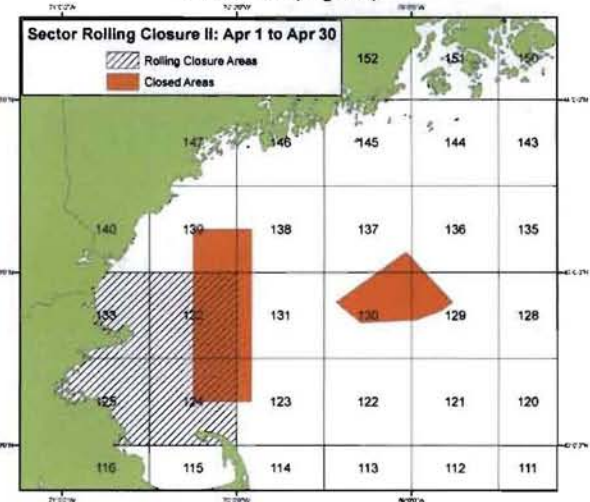 Sector Rolling Closure II: Apr 1 to Apr 30
Rolling Closure Areas
Closed Areas
152 151 150
147 146 145 144 143
140 139 138 137 136 135
133 132 131 130 129 128
125 124 123 122 121 120
116 115 114 113 112 111